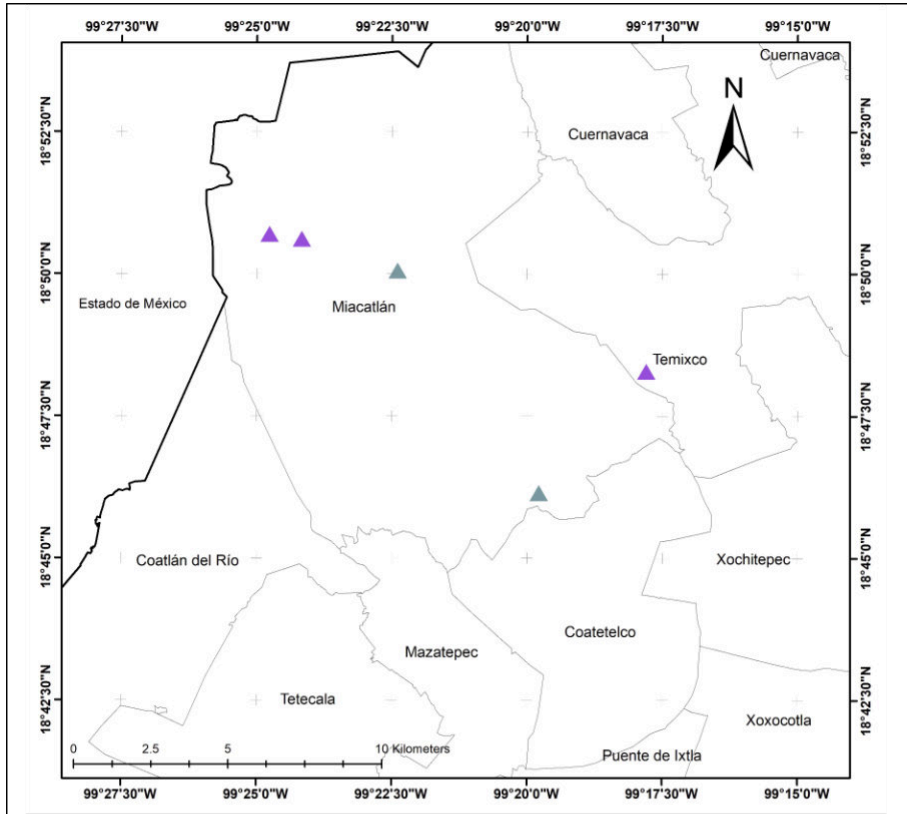 99°27'30"W 99°25'0"W 99°22'30"W 99°20'0"W 99°17'30"W 99°15'0"W
Cuernavaca
N
18°52'30"N
Cuernavaca
18°52'30"N
18°50'0"N
18°50'0"N
Estado de México
Miacatlán
Temixco
18°47'30"N
18°47'30"N
18°45'0"N
Coatlán del Río
Xochitepec
18°45'0"N
Coatetelco
Mazatepec
18°42'30"N
Tetecala
18°42'30"N
Xoxocotla
0 2.5 5 10 Kilometers
Puente de Ixtla
99°27'30"W 99°25'0"W 99°22'30"W 99°20'0"W 99°17'30"W 99°15'0"W